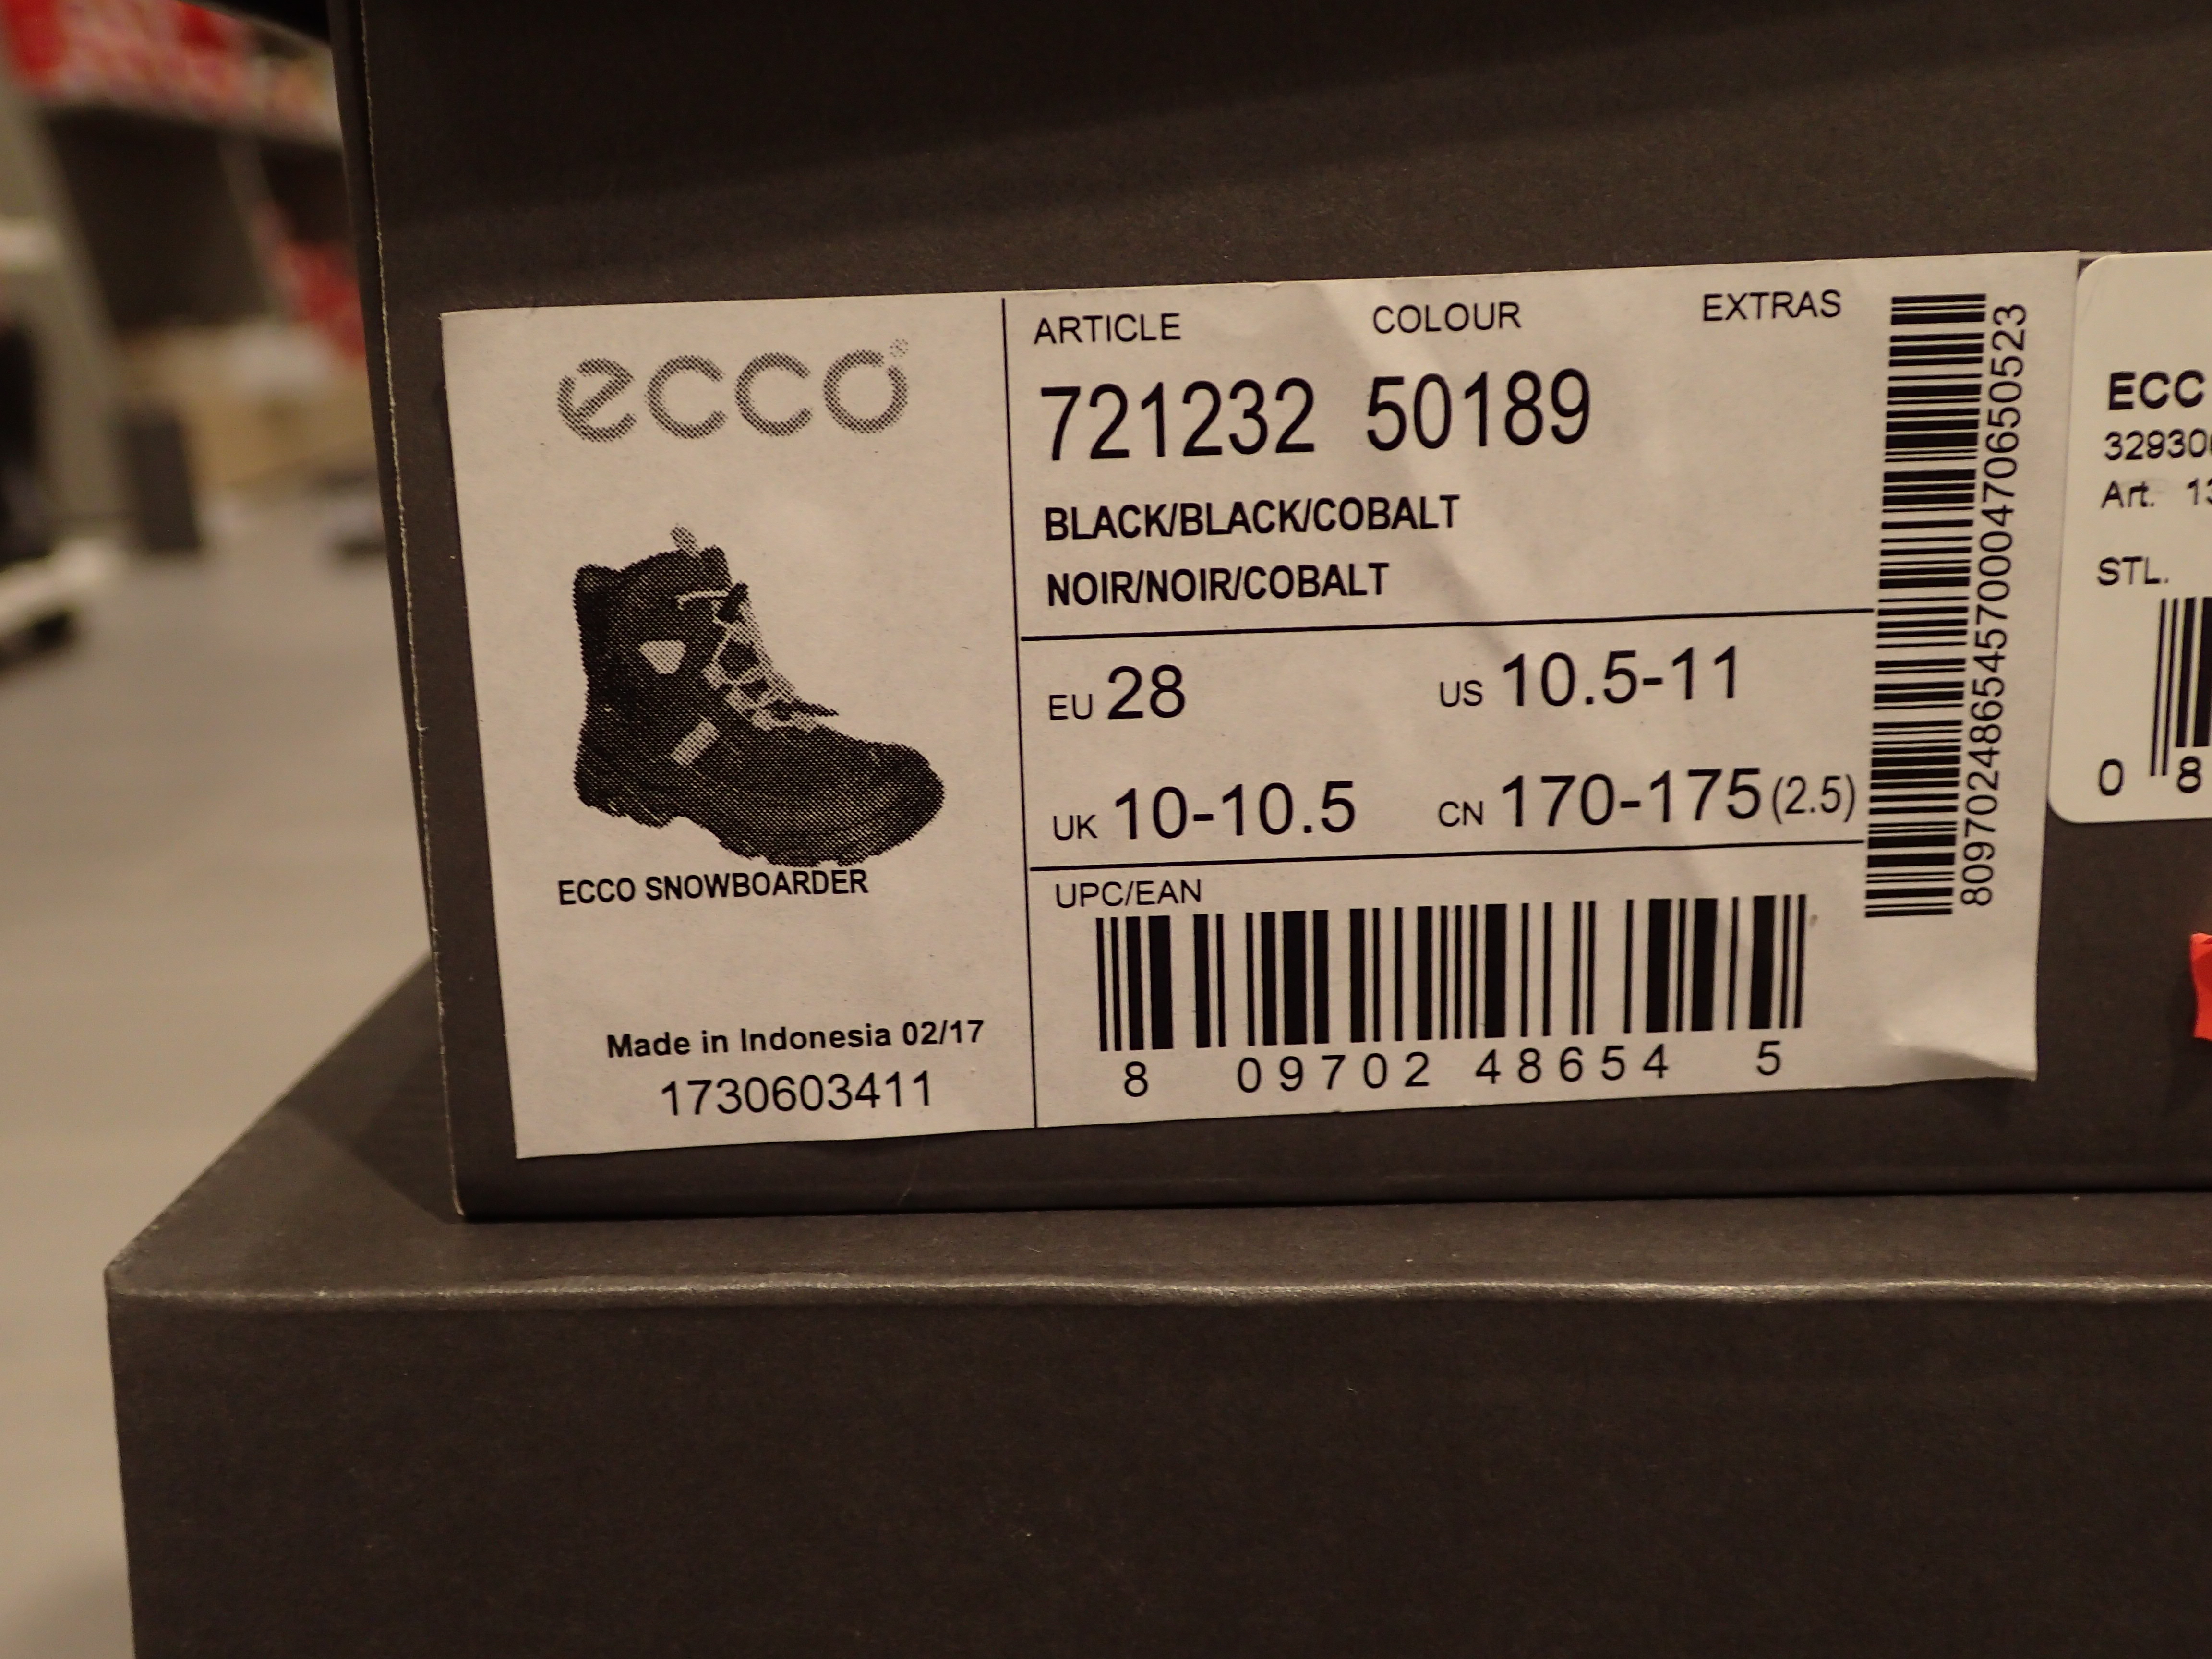 ecco
ECCO SNOWBOARDER
Made in Indonesia 02/17
1730603411
ARTICLE COLOUR EXTRAS
721232 50189
BLACK/BLACK/COBALT
NOIR/NOIR/COBALT
EU 28 US 10.5-11
UK 10-10.5 CN 170-175(2.5)
UPC/EAN
8 09702 48654 5
80970248654570004706505​23
ECC
32930
Art. 13
STL.
0 8